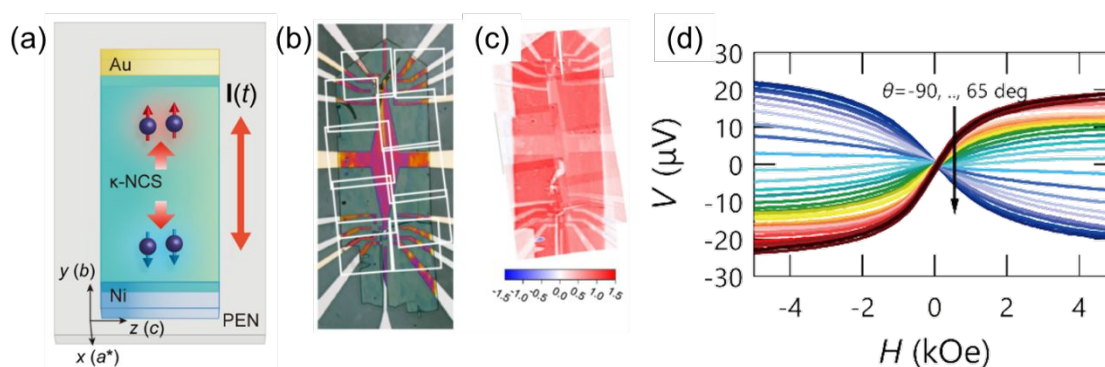 (a)
Au
I(t)
κ-NCS
Ni
PEN
y (b)
z (c)
x (a*)
(b)
(c)
-1.5 -1.0 -0.5 0.0 0.5 1.0 1.5
(d)
30
20
10
0
-10
-20
-30
V (μV)
θ=-90, .., 65 deg
-4 -2 0 2 4
H (kOe)